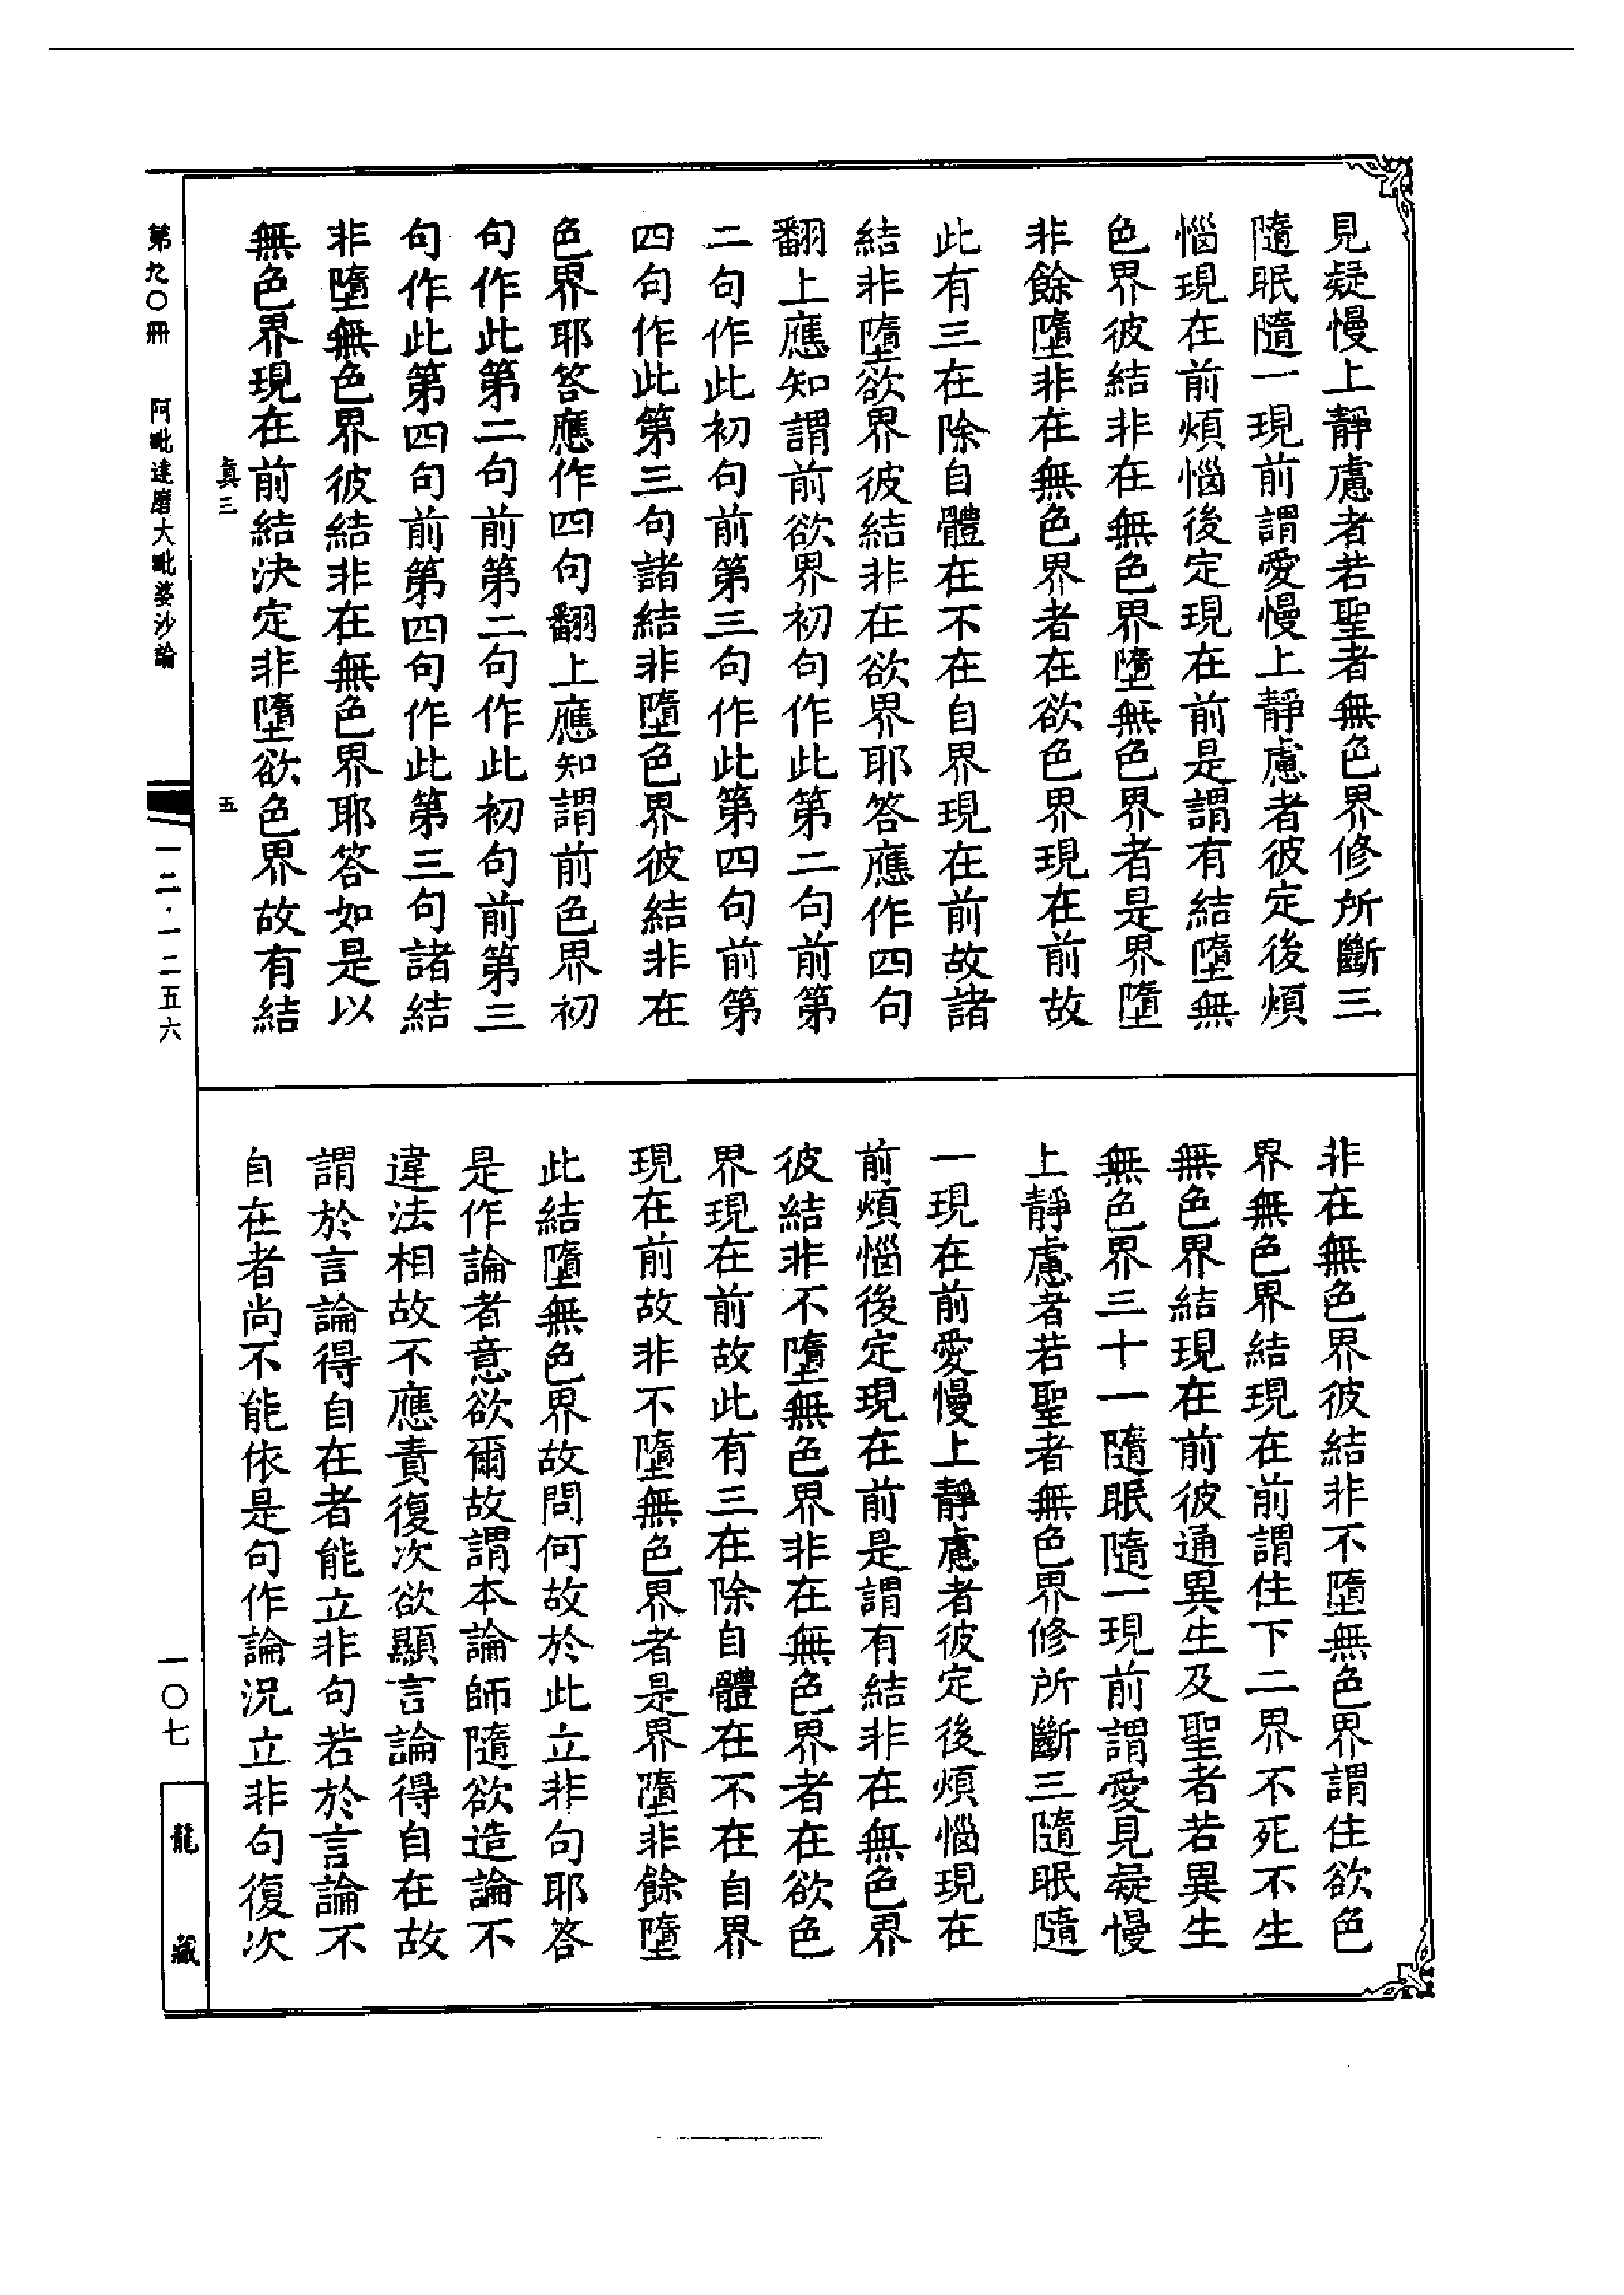 見疑慢上靜慮者若聖者無色界修所斷三
隨眠隨一現前謂愛慢上靜慮者彼定後煩
惱現在前煩惱後定現在前是謂有結墮無
色界彼結非在無色界墮無色界者是界墮
非餘墮非在無色界者在欲色界現在前故
此有三在除自體在不在自界現在前故諸
結非墮欲界彼結非在欲界耶答應作四句
翻上應知謂前欲界初句作此第二句前第
二句作此初句前第三句作此第四句前第
四句作此第三句諸結非墮色界彼結非在
色界耶答應作四句翻上應知謂前色界初
句作此第二句前第二句作此初句前第三
句作此第四句前第四句作此第三句諸結
非墮無色界彼結非在無色界耶答如是以
無色界現在前結決定非墮欲色界故有結
非在無色界彼結非不墮無色界謂住欲色
界無色界結現在前謂住下二界不死不生
無色界結現在前彼通異生及聖者若異生
無色界三十一隨眠隨一現前謂愛見疑慢
上靜慮者若聖者無色界修所斷三隨眠隨
一現在前愛慢上靜慮者彼定後煩惱現在
前煩惱後定現在前是謂有結非在無色界
彼結非不墮無色界非在無色界者在欲色
界現在前故此有三在除自體在不在自界
現在前故非不墮無色界者是界墮非餘墮
此結墮無色界故問何故於此立非句耶答
是作論者意欲爾故謂本論師隨欲造論不
違法相故不應責復次欲顯言論得自在故
謂於言論得自在者能立非句若於言論不
自在者尚不能依是句作論況立非句復次
真三
五
第九〇冊
阿毗達磨大毗婆沙論
一二·一二五六
一〇七
龍藏